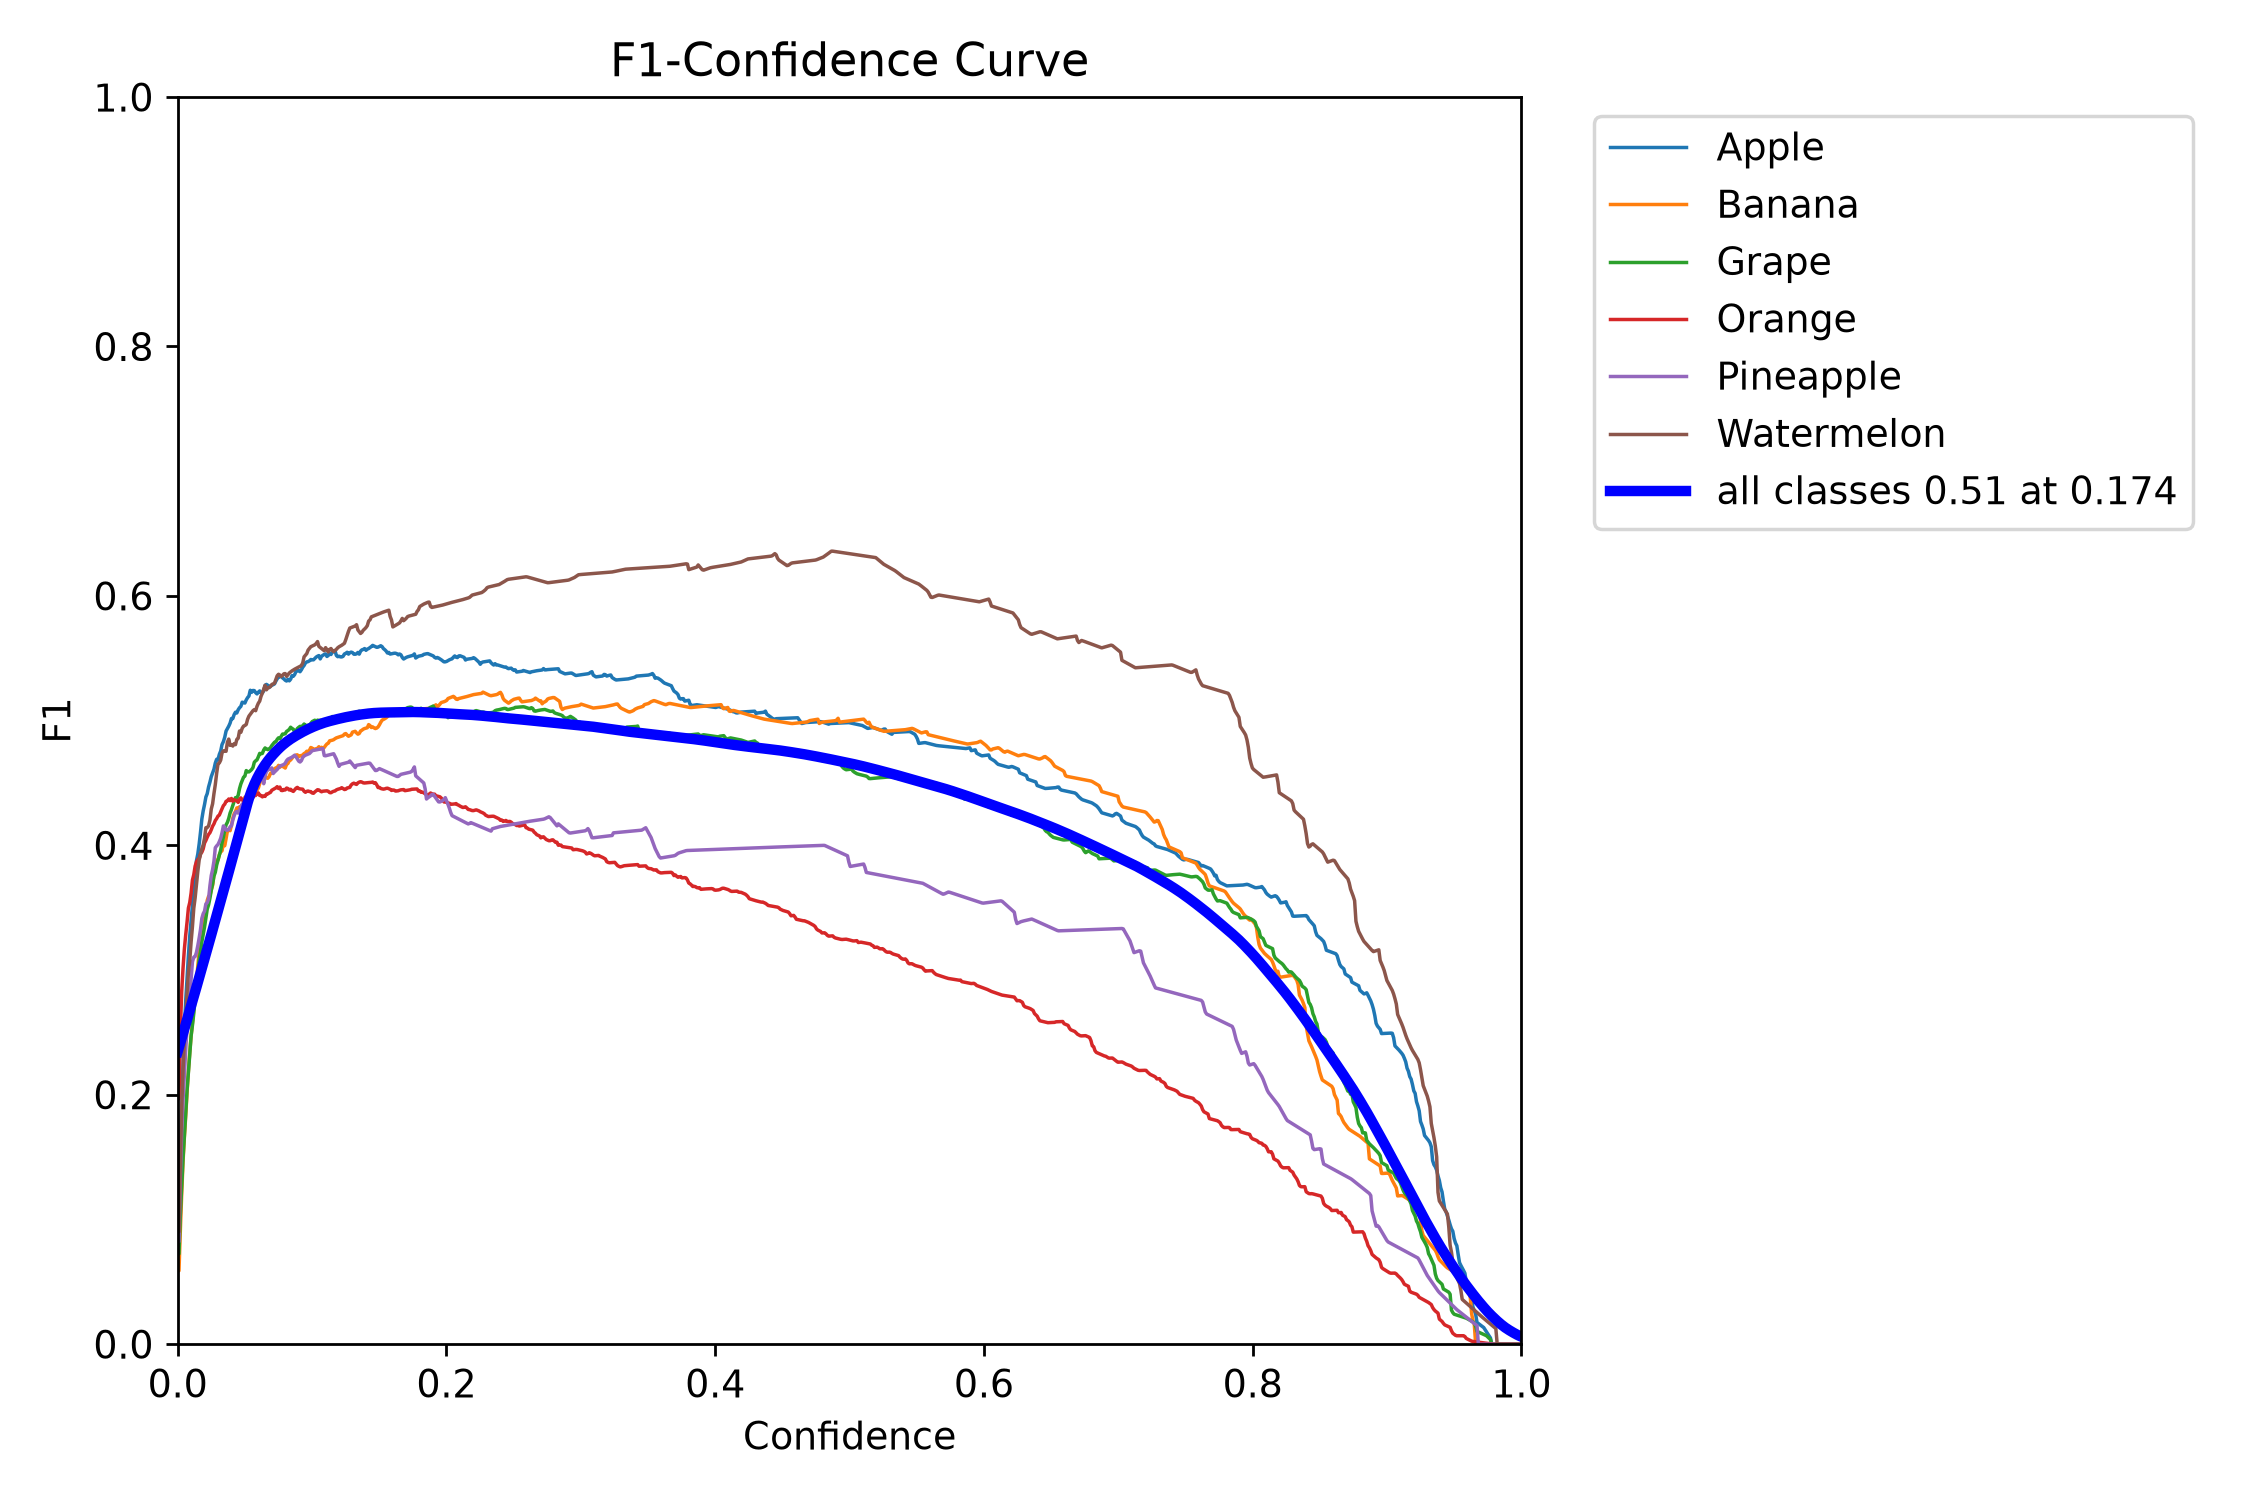 F1-Confidence Curve
1.0
0.8
0.6
0.4
0.2
0.0
F1
0.0 0.2 0.4 0.6 0.8 1.0
Confidence
Apple
Banana
Grape
Orange
Pineapple
Watermelon
all classes 0.51 at 0.174